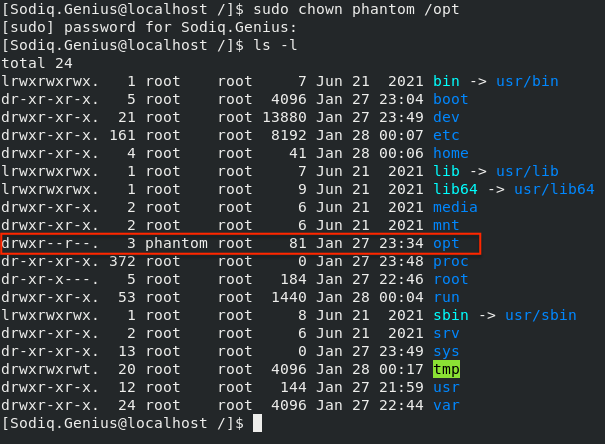 [Sodiq.Genius@localhost /]$ sudo chown phantom /opt
[sudo] password for Sodiq.Genius:
[Sodiq.Genius@localhost /]$ ls -l
total 24
lrwxrwxrwx.   1 root    root     7 Jun 21  2021 bin -> usr/bin
dr-xr-xr-x.   5 root    root  4096 Jan 27 23:04 boot
drwxr-xr-x.  21 root    root 13880 Jan 27 23:49 dev
drwxr-xr-x. 161 root    root  8192 Jan 28 00:07 etc
drwxr-xr-x.   4 root    root    41 Jan 28 00:06 home
lrwxrwxrwx.   1 root    root     7 Jun 21  2021 lib -> usr/lib
lrwxrwxrwx.   1 root    root     9 Jun 21  2021 lib64 -> usr/lib64
drwxr-xr-x.   2 root    root     6 Jun 21  2021 media
drwxr-xr-x.   2 root    root     6 Jun 21  2021 mnt
drwxr--r--.   3 phantom root    81 Jan 27 23:34 opt
dr-xr-xr-x. 372 root    root     0 Jan 27 23:48 proc
dr-xr-x---.   5 root    root   184 Jan 27 22:46 root
drwxr-xr-x.  53 root    root  1440 Jan 28 00:04 run
lrwxrwxrwx.   1 root    root     8 Jun 21  2021 sbin -> usr/sbin
drwxr-xr-x.   2 root    root     6 Jun 21  2021 srv
dr-xr-xr-x.  13 root    root     0 Jan 27 23:49 sys
drwxrwxrwt.  20 root    root  4096 Jan 28 00:17 tmp
drwxr-xr-x.  12 root    root   144 Jan 27 21:59 usr
drwxr-xr-x.  24 root    root  4096 Jan 27 22:44 var
[Sodiq.Genius@localhost /]$